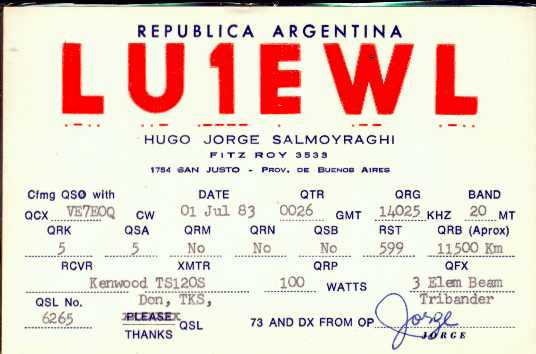 REPUBLICA ARGENTINA
LU1EWL
HUGO JORGE SALMOYRAGHI
FITZ ROY 3533
1754 SAN JUSTO - PROV. DE BUENOS AIRES
Cfmg QSO with DATE QTR QRG BAND
QCX VE7EOQ CW 01 Jul 83 0026 GMT 14025 KHZ 20 MT
QRK QSA QRM QRN QSB RST QRB (Aprox)
5 5 No No No 599 11500 Km
RCVR XMTR QRP QFX
Kenwood TS120S 100 WATTS 3 Elem Beam
QSL No. Don, TKS, Tribander
6265 PLEASE QSL 73 AND DX FROM OP Jorge
THANKS JORGE